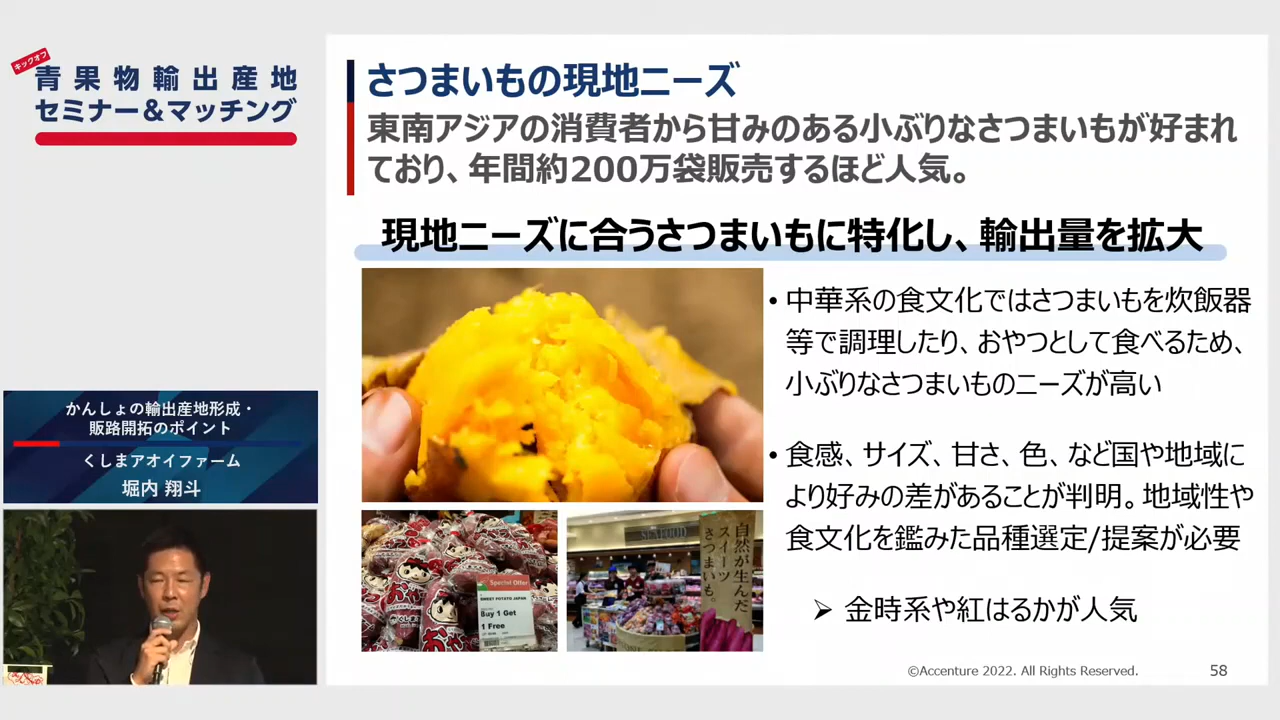 キックオフ
青果物輸出産地
セミナー&マッチング
さつまいもの現地ニーズ
東南アジアの消費者から甘みのある小ぶりなさつまいもが好まれ
ており、年間約200万袋販売するほど人気。
現地ニーズに合うさつまいもに特化し、輸出量を拡大
• 中華系の食文化ではさつまいもを炊飯器
等で調理したり、おやつとして食べるため、
小ぶりなさつまいものニーズが高い
• 食感、サイズ、甘さ、色、など国や地域に
より好みの差があることが判明。地域性や
食文化を鑑みた品種選定/提案が必要
➢ 金時系や紅はるかが人気
かんしょの輸出産地形成・
販路開拓のポイント
くしまアオイファーム
堀内 翔斗
Special Offer
SWEET POTATO JAPAN
Buy 1 Get
1 Free
SEAFOOD
自然が生んだ
スイーツ
さつまいも。
©Accenture 2022. All Rights Reserved.
58